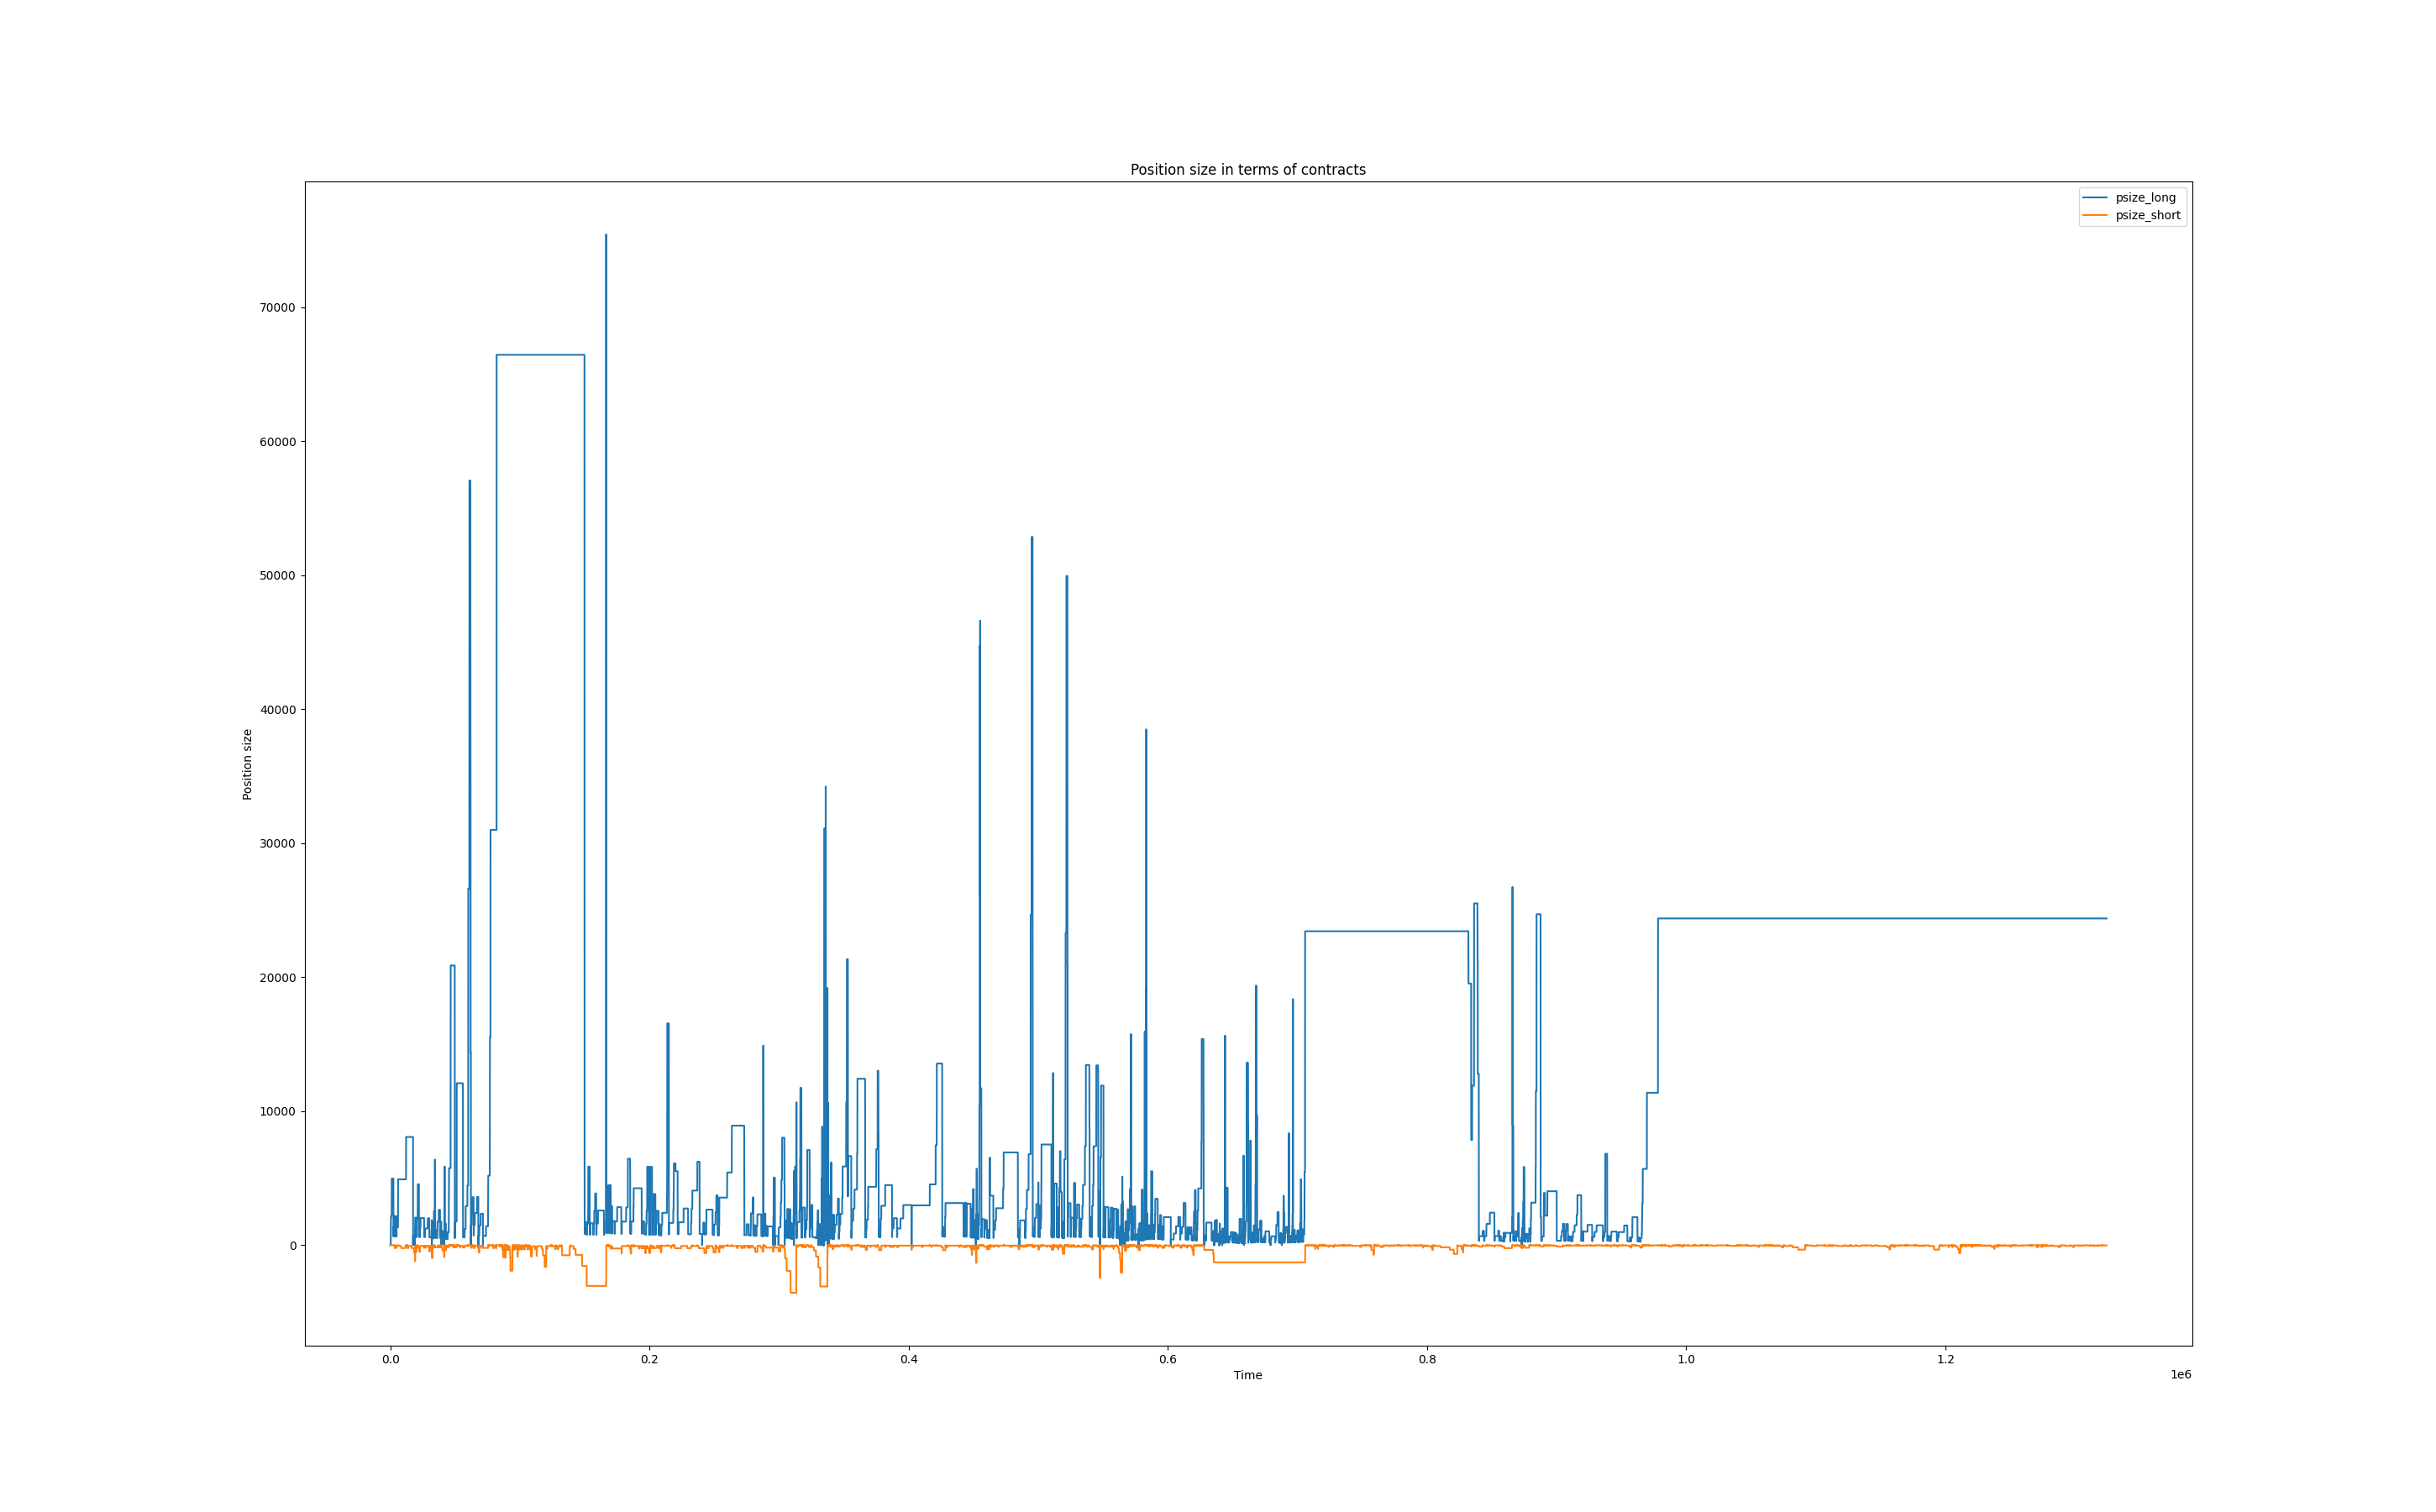 Position size in terms of contracts
psize_long
psize_short
70000
60000
50000
40000
30000
20000
10000
0
Position size
0.0 0.2 0.4 0.6 0.8 1.0 1.2
Time
1e6